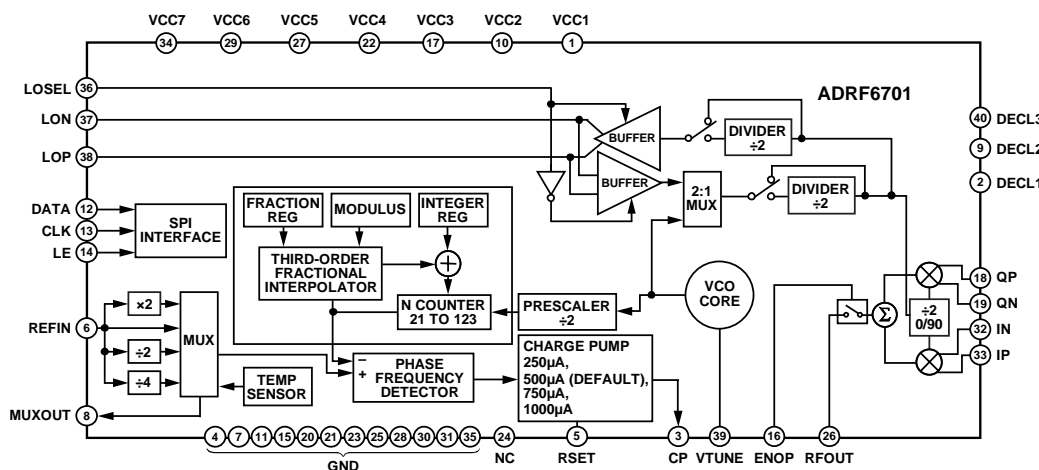 VCC7 VCC6 VCC5 VCC4 VCC3 VCC2 VCC1
34 29 27 22 17 10 1
ADRF6701
LOSEL 36
LON 37
LOP 38
BUFFER
DIVIDER
÷2
40 DECL3
9 DECL2
2 DECL1
BUFFER
2:1
MUX
DIVIDER
÷2
DATA 12
CLK 13
LE 14
SPI
INTERFACE
FRACTION
REG
MODULUS
INTEGER
REG
THIRD-ORDER
FRACTIONAL
INTERPOLATOR
+
N COUNTER
21 TO 123
PRESCALER
÷2
VCO
CORE
Σ
÷2
0/90
18 QP
19 QN
32 IN
33 IP
REFIN 6
×2
÷2
÷4
MUX
TEMP
SENSOR
– 
+
PHASE
FREQUENCY
DETECTOR
CHARGE PUMP
250µA,
500µA (DEFAULT),
750µA,
1000µA
MUXOUT 8
4 7 11 15 20 21 23 25 28 30 31 35 24 5 3 39 16 26
GND NC RSET CP VTUNE ENOP RFOUT